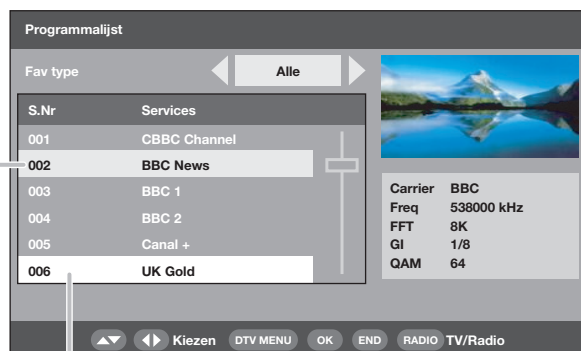 Programmalijst
Fav type Alle
S.Nr Services
001 CBBC Channel
002 BBC News
003 BBC 1
004 BBC 2
005 Canal +
006 UK Gold
Carrier BBC
Freq 538000 kHz
FFT 8K
GI 1/8
QAM 64
Kiezen DTV MENU OK END RADIO TV/Radio